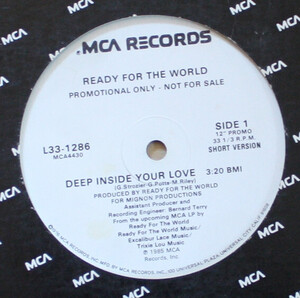 MCA RECORDS
READY FOR THE WORLD
PROMOTIONAL ONLY - NOT FOR SALE
L33-1286
MCA4430
SIDE 1
12" PROMO
33 1/3 R.P.M.
SHORT VERSION
DEEP INSIDE YOUR LOVE 3:20 BMI
(G.Strozier/G.Potts-M.Riley)
PRODUCED BY READY FOR THE WORLD
FOR MIGNON PRODUCTIONS
Assistant Producer and
Recording Engineer Bernard Terry
From the upcoming MCA LP by
Ready For The World
Ready For The World Music/
Excalibur Lace Music/
Trixie Lou Music
℗ 1985 MCA
Records, Inc.
MCA
MCA
MCA
MCA
MCA
MCA